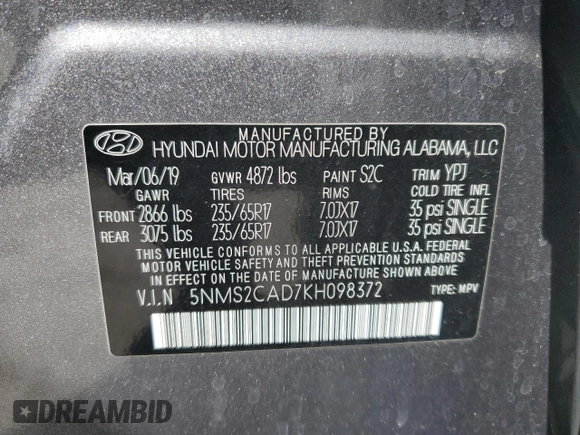 MANUFACTURED BY
HYUNDAI MOTOR MANUFACTURING ALABAMA, LLC
Mar/06/19 GVWR 4872 lbs PAINT S2C TRIM YPJ
GAWR TIRES RIMS COLD TIRE INFL
FRONT 2866 lbs 235/65R17 7.0JX17 35 psi SINGLE
REAR 3075 lbs 235/65R17 7.0JX17 35 psi SINGLE
THIS VEHICLE CONFORMS TO ALL APPLICABLE U.S.A. FEDERAL
MOTOR VEHICLE SAFETY AND THEFT PREVENTION STANDARDS
IN EFFECT ON THE DATE OF MANUFACTURE SHOWN ABOVE.
V.I.N 5NMS2CAD7KH098372 TYPE: MPV
DREAMBID